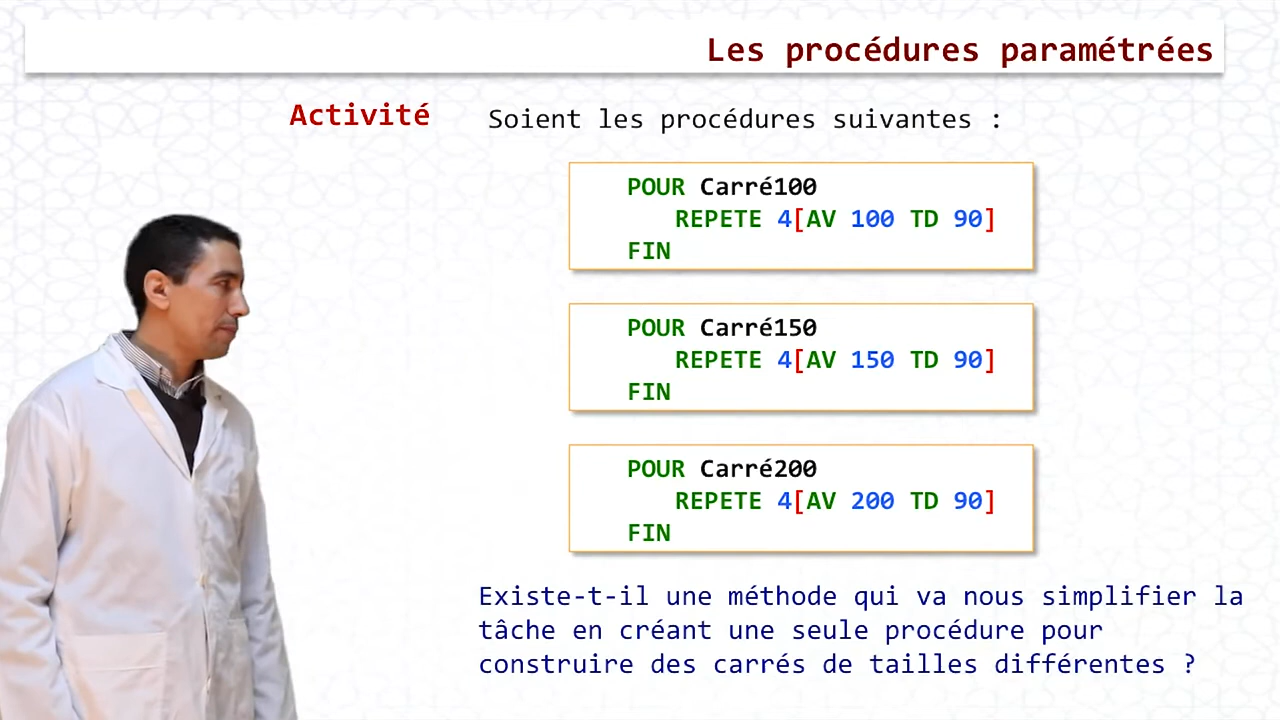 Les procédures paramétrées
Activité
Soient les procédures suivantes :
POUR Carré100
REPETE 4[AV 100 TD 90]
FIN
POUR Carré150
REPETE 4[AV 150 TD 90]
FIN
POUR Carré200
REPETE 4[AV 200 TD 90]
FIN
Existe-t-il une méthode qui va nous simplifier la
tâche en créant une seule procédure pour
construire des carrés de tailles différentes ?